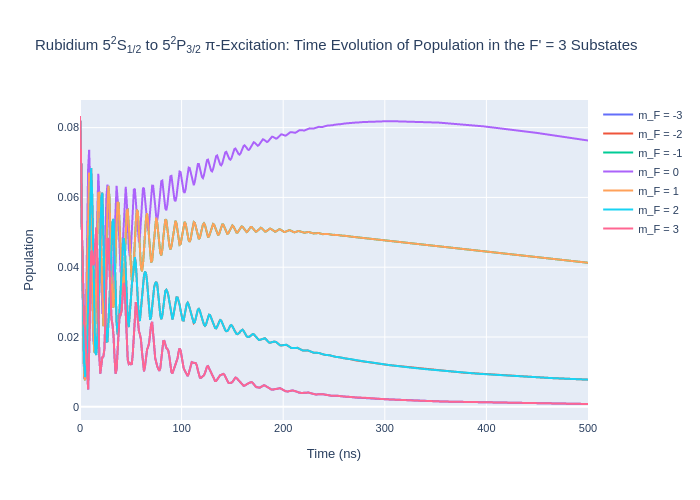 Rubidium 5²S₁/₂ to 5²P₃/₂ π-Excitation: Time Evolution of Population in the F' = 3 Substates
0.08
0.06
0.04
0.02
0
Population
0
100
200
300
400
500
Time (ns)
m_F = -3
m_F = -2
m_F = -1
m_F = 0
m_F = 1
m_F = 2
m_F = 3